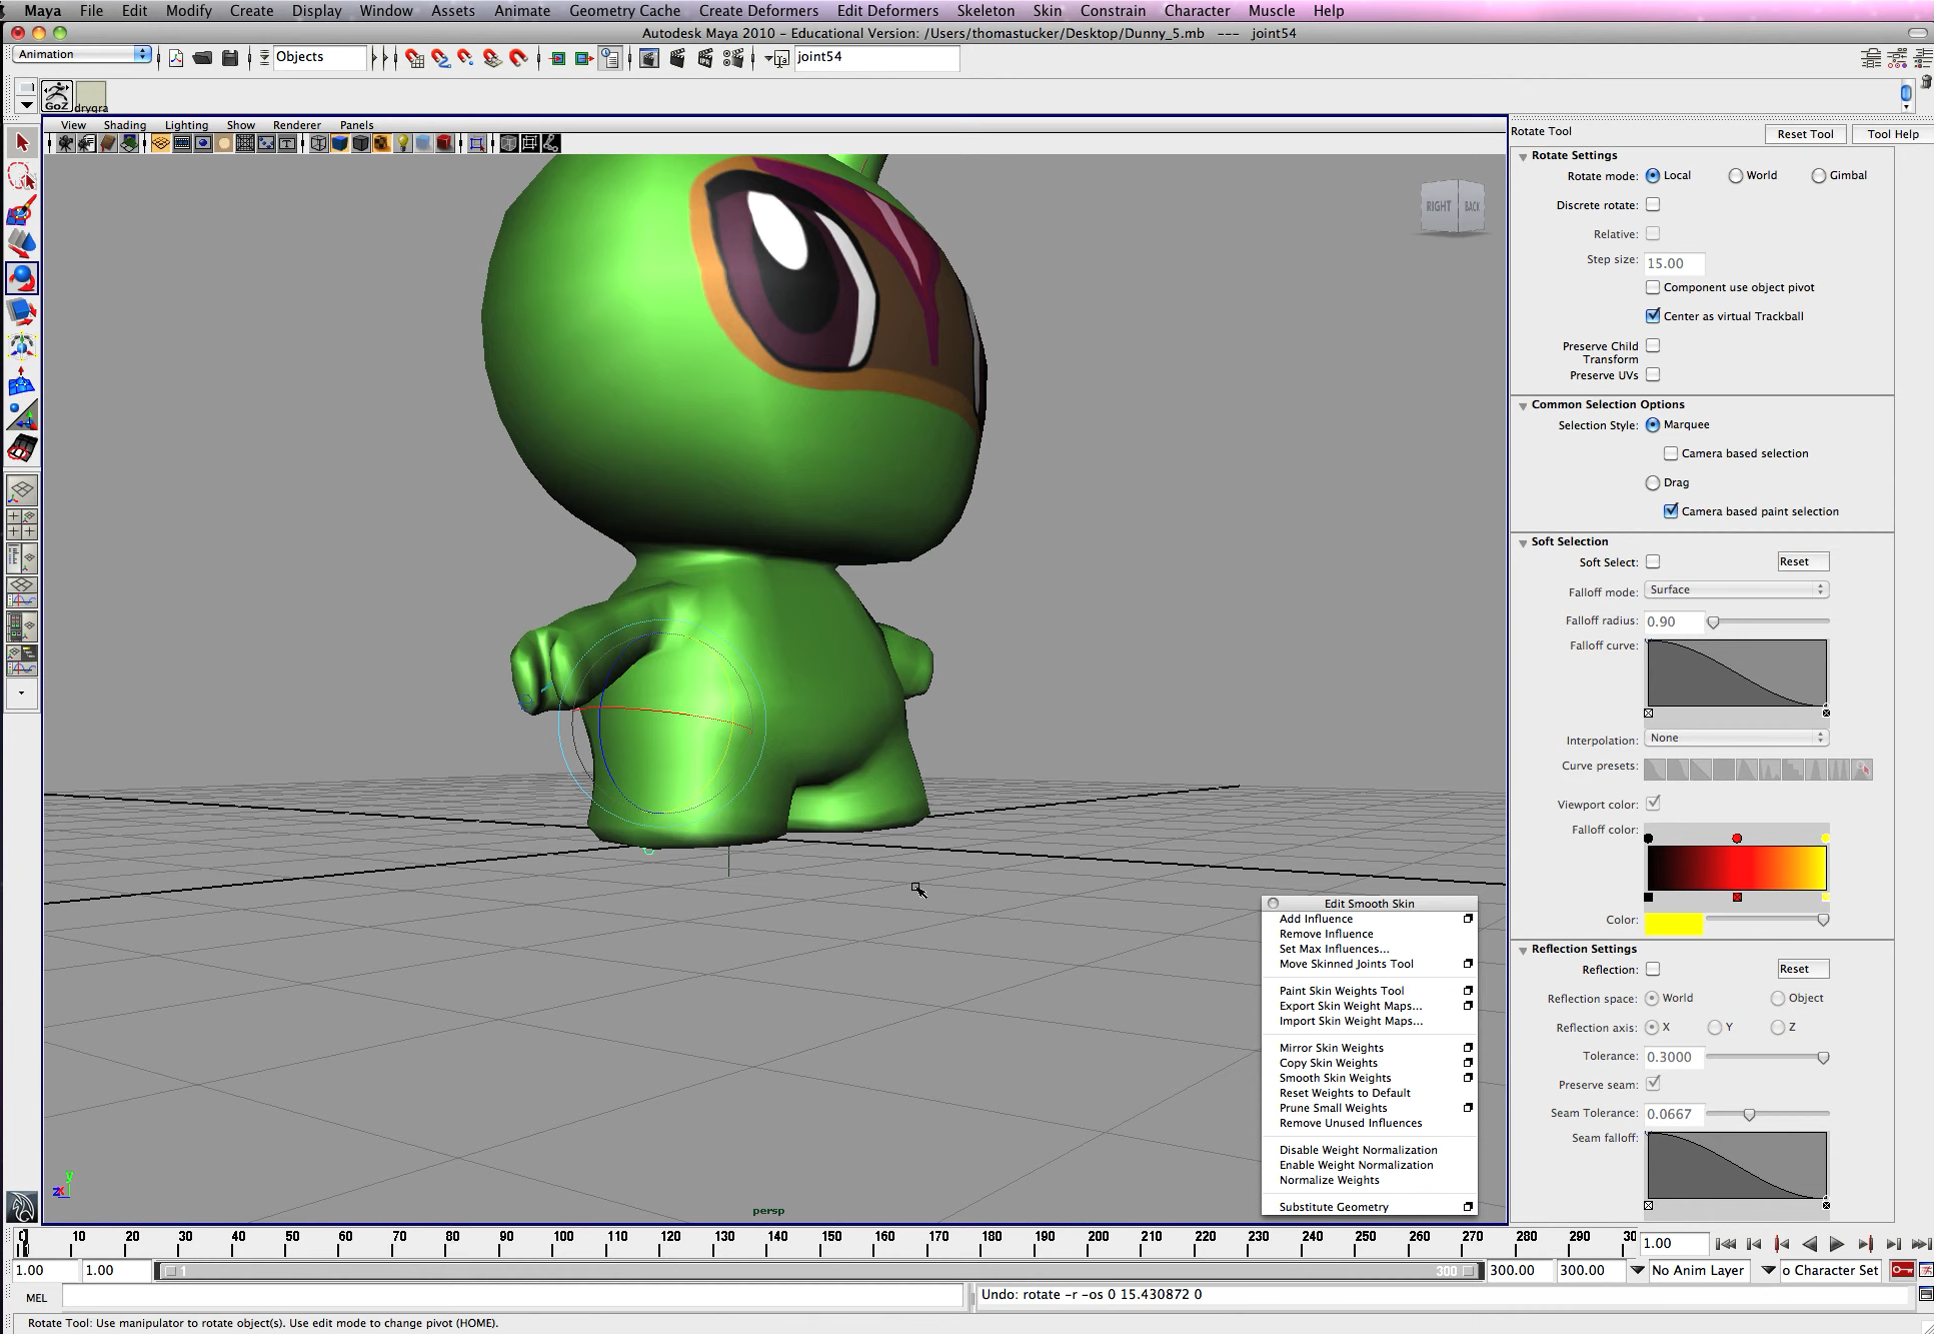 Maya File Edit Modify Create Display Window Assets Animate Geometry Cache Create Deformers Edit Deformers Skeleton Skin Constrain Character Muscle Help
Autodesk Maya 2010 - Educational Version: /Users/thomastucker/Desktop/Dunny_5.mb --- joint54
Animation
Objects
joint54
GoZ
drygra
View Shading Lighting Show Renderer Panels
RIGHT
BACK
Rotate Tool
Reset Tool
Tool Help
Rotate Settings
Rotate mode: Local World Gimbal
Discrete rotate:
Relative:
Step size: 15.00
Component use object pivot
Center as virtual Trackball
Preserve Child
Transform
Preserve UVs
Common Selection Options
Selection Style: Marquee
Camera based selection
Drag
Camera based paint selection
Soft Selection
Soft Select: Reset
Falloff mode: Surface
Falloff radius: 0.90
Falloff curve:
Interpolation: None
Curve presets:
Viewport color:
Falloff color:
Color:
Reflection Settings
Reflection: Reset
Reflection space: World Object
Reflection axis: X Y Z
Tolerance: 0.3000
Preserve seam:
Seam Tolerance: 0.0667
Seam falloff:
Edit Smooth Skin
Add Influence
Remove Influence
Set Max Influences...
Move Skinned Joints Tool
Paint Skin Weights Tool
Export Skin Weight Maps...
Import Skin Weight Maps...
Mirror Skin Weights
Copy Skin Weights
Smooth Skin Weights
Reset Weights to Default
Prune Small Weights
Remove Unused Influences
Disable Weight Normalization
Enable Weight Normalization
Normalize Weights
Substitute Geometry
y
zx
persp
10 20 30 40 50 60 70 80 90 100 110 120 130 140 150 160 170 180 190 200 210 220 230 240 250 260 270 280 290 30
1.00
1.00 1.00 1 300 300.00 300.00 No Anim Layer o Character Set
MEL
Undo: rotate -r -os 0 15.430872 0
Rotate Tool: Use manipulator to rotate object(s). Use edit mode to change pivot (HOME).